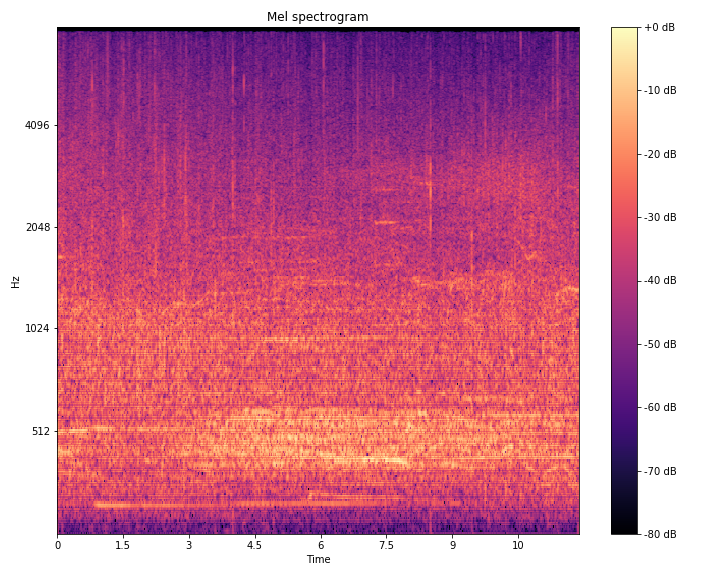 Mel spectrogram
+0 dB
-10 dB
-20 dB
-30 dB
-40 dB
-50 dB
-60 dB
-70 dB
-80 dB
Hz
4096
2048
1024
512
0 1.5 3 4.5 6 7.5 9 10
Time